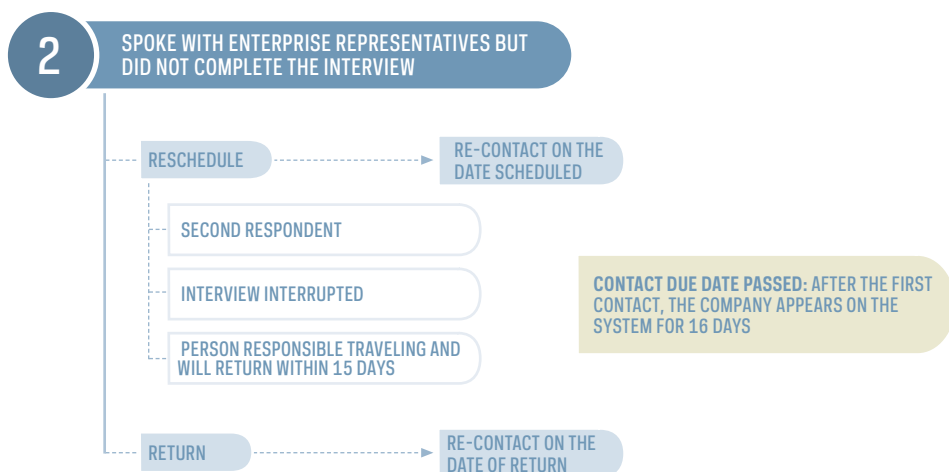 2
SPOKE WITH ENTERPRISE REPRESENTATIVES BUT
DID NOT COMPLETE THE INTERVIEW
RESCHEDULE
RE-CONTACT ON THE
DATE SCHEDULED
SECOND RESPONDENT
INTERVIEW INTERRUPTED
PERSON RESPONSIBLE TRAVELING AND
WILL RETURN WITHIN 15 DAYS
CONTACT DUE DATE PASSED: AFTER THE FIRST
CONTACT, THE COMPANY APPEARS ON THE
SYSTEM FOR 16 DAYS
RETURN
RE-CONTACT ON THE
DATE OF RETURN